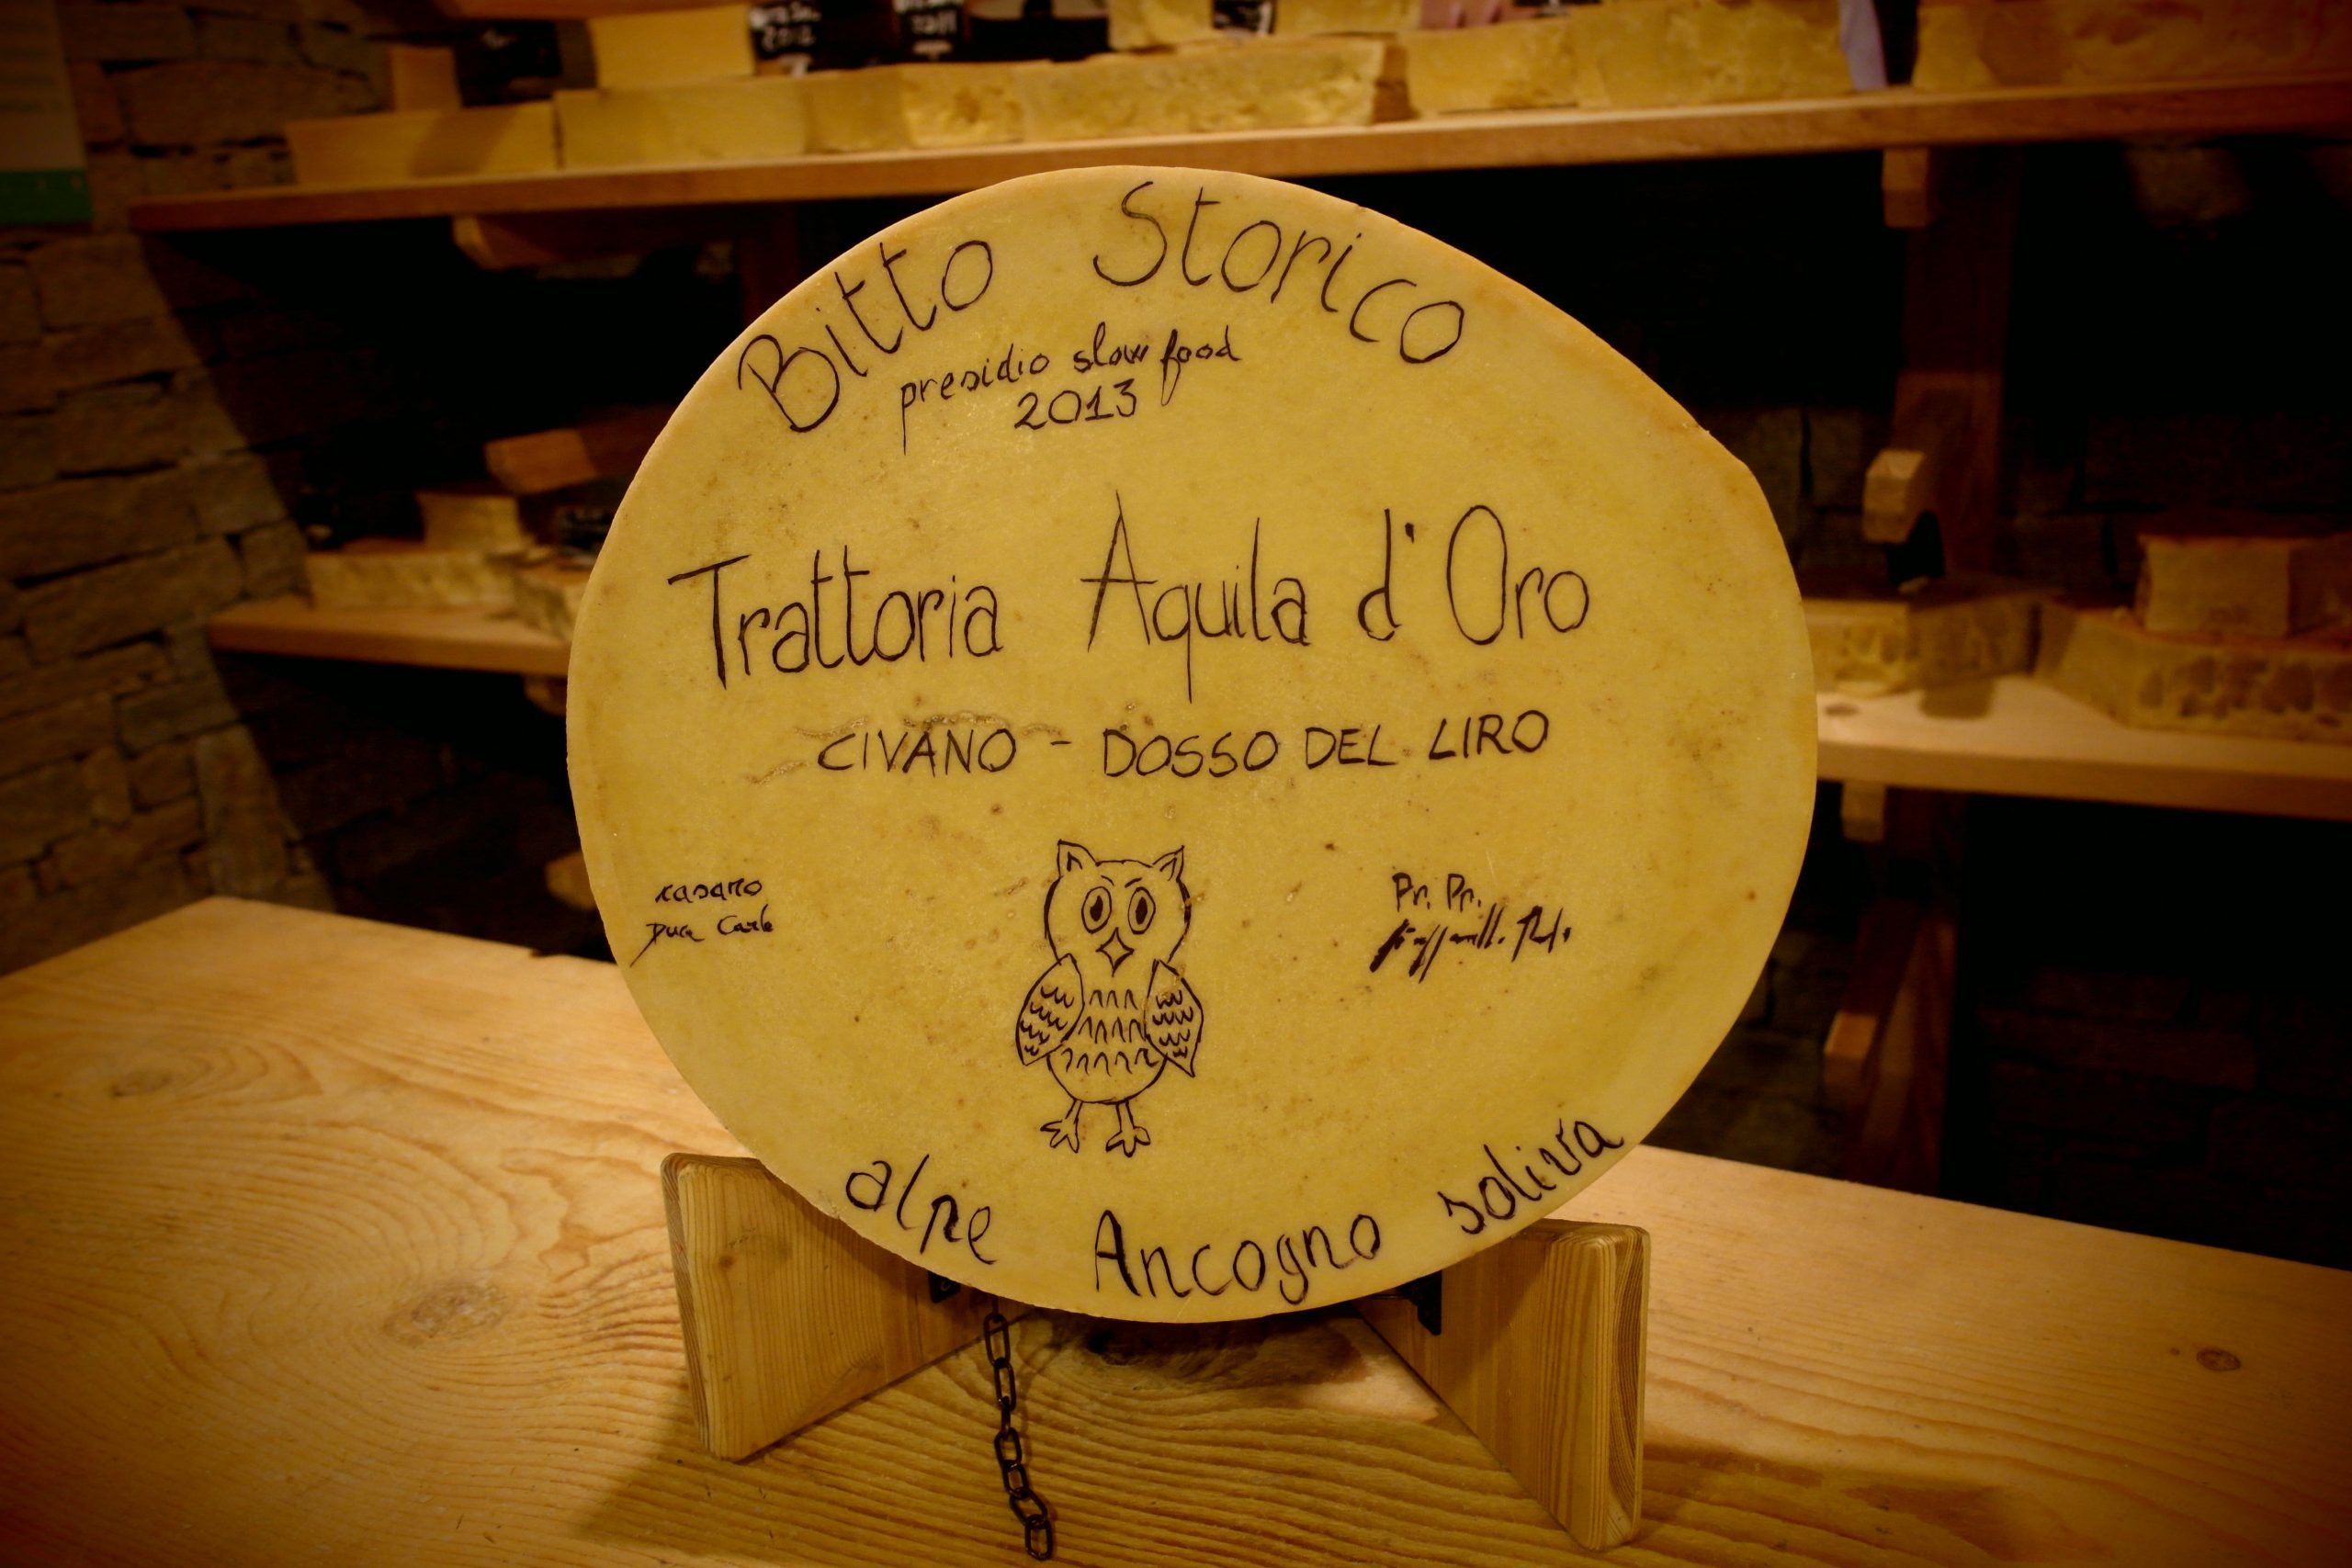 Bitto Storico
presidio slow food
2013
Trattoria Aquila d'Oro
CIVANO - DOSSO DEL LIRO
casaro
Duca Carlo
Pr. Pr.
alpe Ancogno soliva
2012